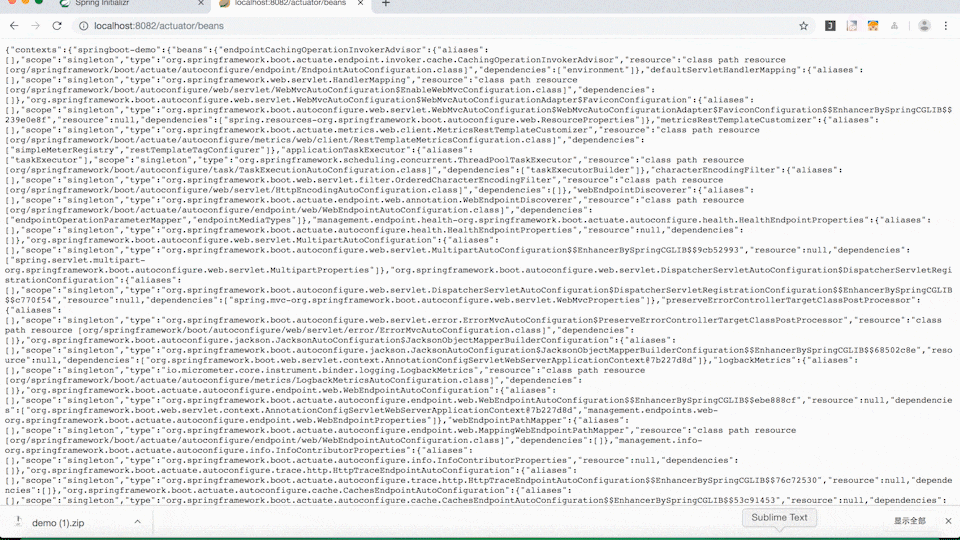 Spring Initializr
localhost:8082/actuator/beans
localhost:8082/actuator/beans
{"contexts":{"springboot-demo":{"beans":{"endpointCachingOperationInvokerAdvisor":{"aliases":
[],"scope":"singleton","type":"org.springframework.boot.actuate.endpoint.invoker.cache.CachingOperationInvokerAdvisor","resource":"class path resource
[org/springframework/boot/actuate/autoconfigure/endpoint/EndpointAutoConfiguration.class]","dependencies":["environment"]},"defaultServletHandlerMapping":{"aliases":
[],"scope":"singleton","type":"org.springframework.web.servlet.HandlerMapping","resource":"class path resource
[org/springframework/boot/autoconfigure/web/servlet/WebMvcAutoConfiguration$EnableWebMvcConfiguration.class]","dependencies":
[]},"org.springframework.boot.autoconfigure.web.servlet.WebMvcAutoConfiguration$WebMvcAutoConfigurationAdapter$FaviconConfiguration":{"aliases":
[],"scope":"singleton","type":"org.springframework.boot.autoconfigure.web.servlet.WebMvcAutoConfiguration$WebMvcAutoConfigurationAdapter$FaviconConfiguration$$EnhancerBySpringCGLIB$$
239e0e8f","resource":null,"dependencies":["spring.resources-org.springframework.boot.autoconfigure.web.ResourceProperties"]},"metricsRestTemplateCustomizer":{"aliases":
[],"scope":"singleton","type":"org.springframework.boot.actuate.metrics.web.client.MetricsRestTemplateCustomizer","resource":"class path resource
[org/springframework/boot/actuate/autoconfigure/metrics/web/client/RestTemplateMetricsConfiguration.class]","dependencies":
["simpleMeterRegistry","restTemplateTagConfigurer"]},"applicationTaskExecutor":{"aliases":
["taskExecutor"],"scope":"singleton","type":"org.springframework.scheduling.concurrent.ThreadPoolTaskExecutor","resource":"class path resource
[org/springframework/boot/autoconfigure/task/TaskExecutionAutoConfiguration.class]","dependencies":["taskExecutorBuilder"]},"characterEncodingFilter":{"aliases":
[],"scope":"singleton","type":"org.springframework.boot.web.servlet.filter.OrderedCharacterEncodingFilter","resource":"class path resource
[org/springframework/boot/autoconfigure/web/servlet/HttpEncodingAutoConfiguration.class]","dependencies":[]},"webEndpointDiscoverer":{"aliases":
[],"scope":"singleton","type":"org.springframework.boot.actuate.endpoint.web.annotation.WebEndpointDiscoverer","resource":"class path resource
[org/springframework/boot/actuate/autoconfigure/endpoint/web/WebEndpointAutoConfiguration.class]","dependencies":
["endpointOperationParameterMapper","endpointMediaTypes"]},"management.endpoint.health-org.springframework.boot.actuate.autoconfigure.health.HealthEndpointProperties":{"aliases":
[],"scope":"singleton","type":"org.springframework.boot.actuate.autoconfigure.health.HealthEndpointProperties","resource":null,"dependencies":
[]},"org.springframework.boot.autoconfigure.web.servlet.MultipartAutoConfiguration":{"aliases":
[],"scope":"singleton","type":"org.springframework.boot.autoconfigure.web.servlet.MultipartAutoConfiguration$$EnhancerBySpringCGLIB$$9cb52993","resource":null,"dependencies":
["spring.servlet.multipart-
org.springframework.boot.autoconfigure.web.servlet.MultipartProperties"]},"org.springframework.boot.autoconfigure.web.servlet.DispatcherServletAutoConfiguration$DispatcherServletRegi
strationConfiguration":{"aliases":
[],"scope":"singleton","type":"org.springframework.boot.autoconfigure.web.servlet.DispatcherServletAutoConfiguration$DispatcherServletRegistrationConfiguration$$EnhancerBySpringCGLIB
$$c770f54","resource":null,"dependencies":["spring.mvc-org.springframework.boot.autoconfigure.web.servlet.WebMvcProperties"]},"preserveErrorControllerTargetClassPostProcessor":
{"aliases":
[],"scope":"singleton","type":"org.springframework.boot.autoconfigure.web.servlet.error.ErrorMvcAutoConfiguration$PreserveErrorControllerTargetClassPostProcessor","resource":"class
path resource [org/springframework/boot/autoconfigure/web/servlet/error/ErrorMvcAutoConfiguration.class]","dependencies":
[]},"org.springframework.boot.autoconfigure.jackson.JacksonAutoConfiguration$JacksonObjectMapperBuilderConfiguration":{"aliases":
[],"scope":"singleton","type":"org.springframework.boot.autoconfigure.jackson.JacksonAutoConfiguration$JacksonObjectMapperBuilderConfiguration$$EnhancerBySpringCGLIB$$68502c8e","reso
urce":null,"dependencies":["org.springframework.boot.web.servlet.context.AnnotationConfigServletWebServerApplicationContext@7b227d8d"]},"logbackMetrics":{"aliases":
[],"scope":"singleton","type":"io.micrometer.core.instrument.binder.logging.LogbackMetrics","resource":"class path resource
[org/springframework/boot/actuate/autoconfigure/metrics/LogbackMetricsAutoConfiguration.class]","dependencies":
[]},"org.springframework.boot.actuate.autoconfigure.endpoint.web.WebEndpointAutoConfiguration":{"aliases":
[],"scope":"singleton","type":"org.springframework.boot.actuate.autoconfigure.endpoint.web.WebEndpointAutoConfiguration$$EnhancerBySpringCGLIB$$ebe888cf","resource":null,"dependencie
s":["org.springframework.boot.web.servlet.context.AnnotationConfigServletWebServerApplicationContext@7b227d8d","management.endpoints.web-
org.springframework.boot.actuate.autoconfigure.endpoint.web.WebEndpointProperties"]},"webEndpointPathMapper":{"aliases":
[],"scope":"singleton","type":"org.springframework.boot.actuate.autoconfigure.endpoint.web.MappingWebEndpointPathMapper","resource":"class path resource
[org/springframework/boot/actuate/autoconfigure/endpoint/web/WebEndpointAutoConfiguration.class]","dependencies":[]},"management.info-
org.springframework.boot.actuate.autoconfigure.info.InfoContributorProperties":{"aliases":
[],"scope":"singleton","type":"org.springframework.boot.actuate.autoconfigure.info.InfoContributorProperties","resource":null,"dependencies":
[]},"org.springframework.boot.actuate.autoconfigure.trace.http.HttpTraceEndpointAutoConfiguration":{"aliases":
[],"scope":"singleton","type":"org.springframework.boot.actuate.autoconfigure.trace.http.HttpTraceEndpointAutoConfiguration$$EnhancerBySpringCGLIB$$76c72530","resource":null,"depende
ncies":[]},"org.springframework.boot.actuate.autoconfigure.cache.CachesEndpointAutoConfiguration":{"aliases":
[],"scope":"singleton","type":"org.springframework.boot.actuate.autoconfigure.cache.CachesEndpointAutoConfiguration$$EnhancerBySpringCGLIB$$53c91453","resource":null,"dependencies":
demo (1).zip
Sublime Text
显示全部